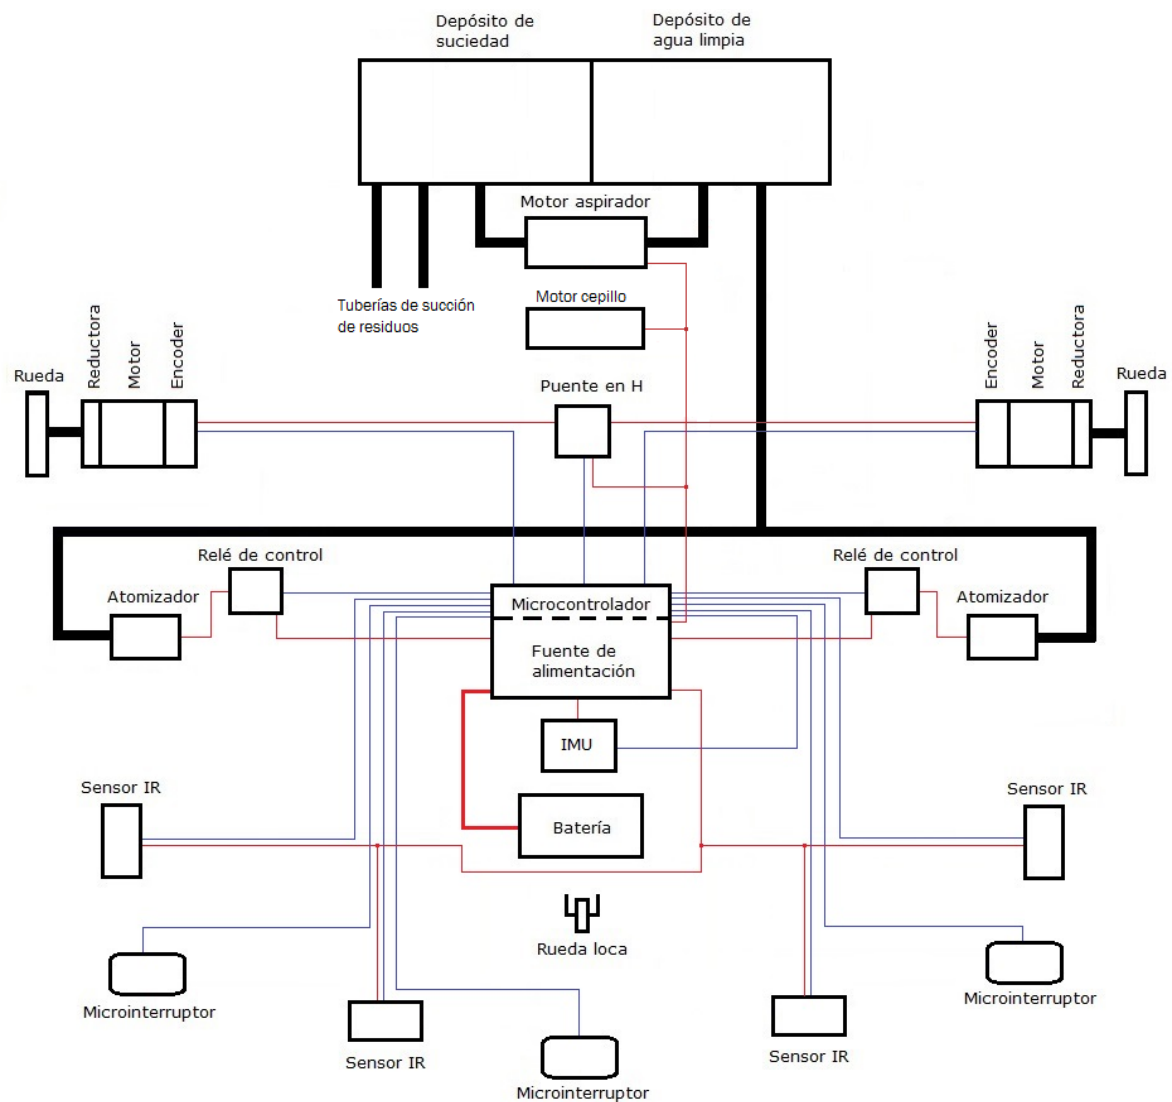 Depósito de
suciedad
Depósito de
agua limpia
Motor aspirador
Tuberías de succión
de residuos
Motor cepillo
Rueda
Reductora
Motor
Encoder
Puente en H
Encoder
Motor
Reductora
Rueda
Relé de control
Relé de control
Atomizador
Microcontrolador
Atomizador
Fuente de
alimentación
IMU
Sensor IR
Sensor IR
Batería
Rueda loca
Microinterruptor
Microinterruptor
Sensor IR
Sensor IR
Microinterruptor